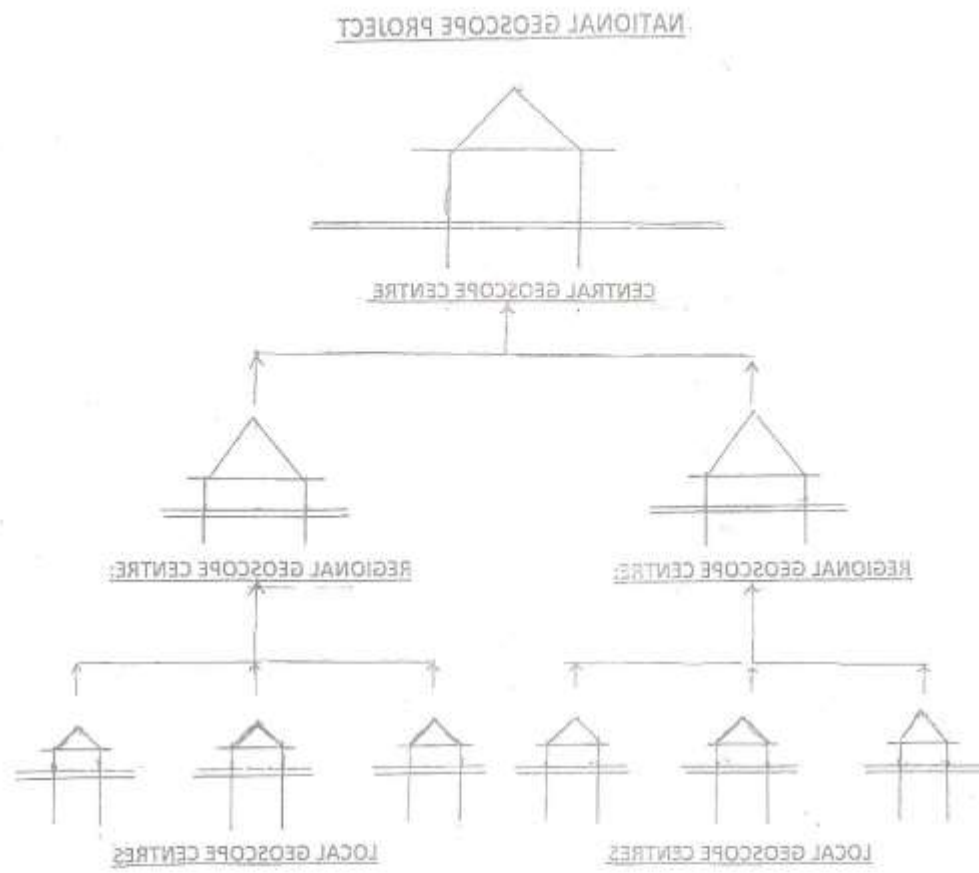 NATIONAL GEOSCOPE PROJECT
CENTRAL GEOSCOPE CENTRE
REGIONAL GEOSCOPE CENTRE:
REGIONAL GEOSCOPE CENTRE:
LOCAL GEOSCOPE CENTRES
LOCAL GEOSCOPE CENTRES